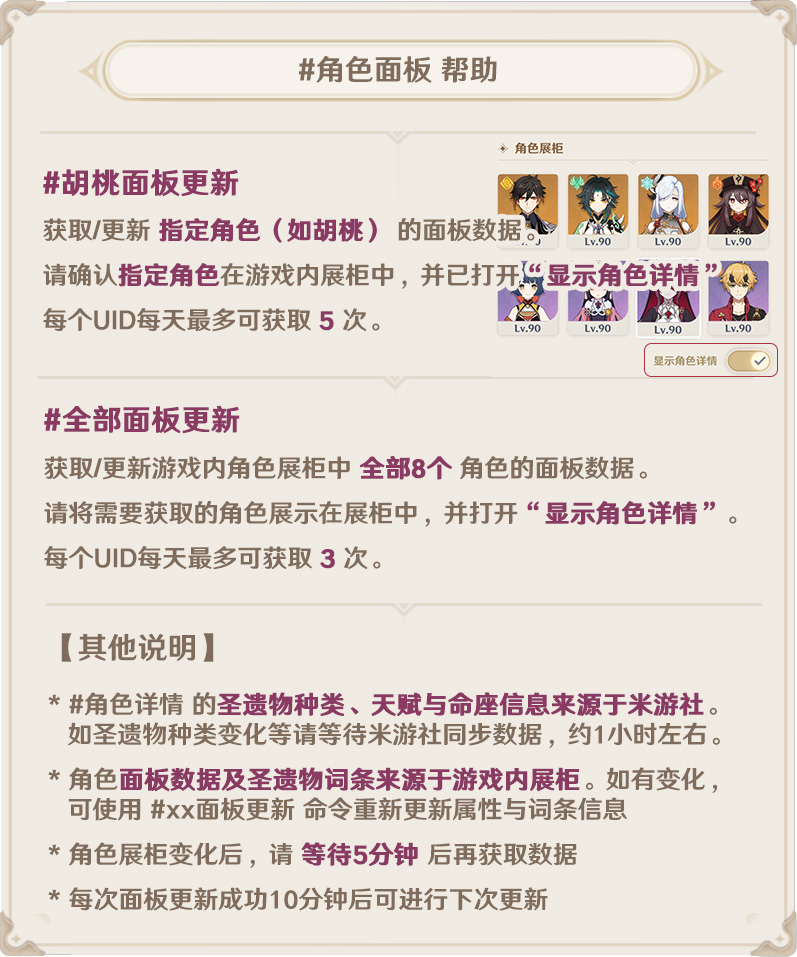 #角色面板 帮助
角色展柜
#胡桃面板更新
获取/更新 指定角色（如胡桃） 的面板数据。
请确认指定角色在游戏内展柜中，并已打开“显示角色详情”
每个UID每天最多可获取 5 次。
Lv.90
Lv.90
Lv.90
Lv.90
Lv.90
Lv.90
Lv.90
显示角色详情
#全部面板更新
获取/更新游戏内角色展柜中 全部8个 角色的面板数据。
请将需要获取的角色展示在展柜中，并打开“显示角色详情”。
每个UID每天最多可获取 3 次。
【其他说明】
* #角色详情 的圣遗物种类、天赋与命座信息来源于米游社。
如圣遗物种类变化等请等待米游社同步数据，约1小时左右。
* 角色面板数据及圣遗物词条来源于游戏内展柜。如有变化，
可使用 #xx面板更新 命令重新更新属性与词条信息
* 角色展柜变化后，请 等待5分钟 后再获取数据
* 每次面板更新成功10分钟后可进行下次更新